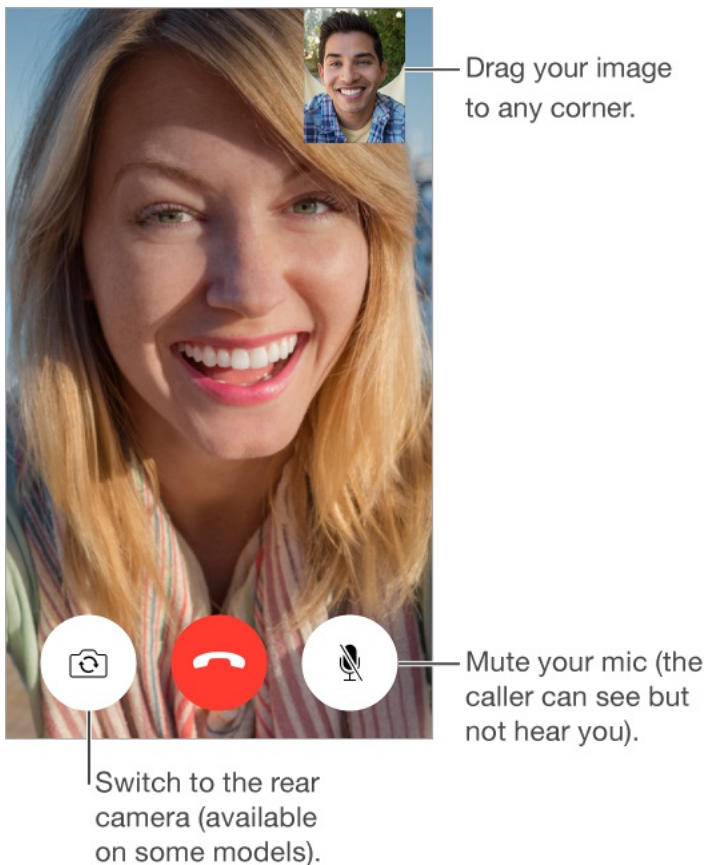 Drag your image
to any corner.
Mute your mic (the
caller can see but
not hear you).
Switch to the rear
camera (available
on some models).